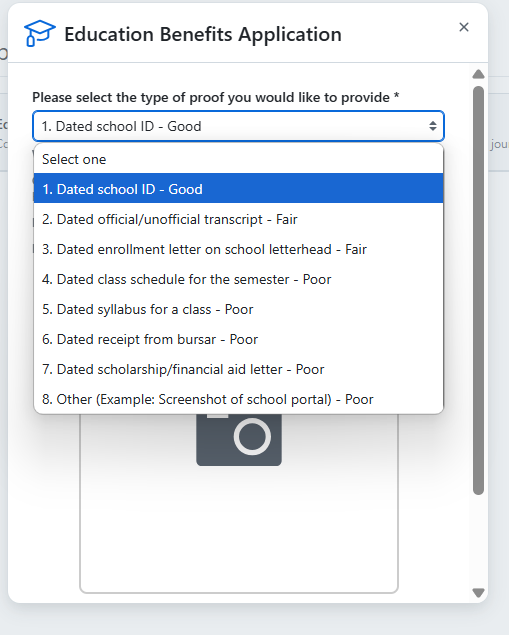 Education Benefits Application
Please select the type of proof you would like to provide *
1. Dated school ID - Good
Select one
1. Dated school ID - Good
2. Dated official/unofficial transcript - Fair
3. Dated enrollment letter on school letterhead - Fair
4. Dated class schedule for the semester - Poor
5. Dated syllabus for a class - Poor
6. Dated receipt from bursar - Poor
7. Dated scholarship/financial aid letter - Poor
8. Other (Example: Screenshot of school portal) - Poor